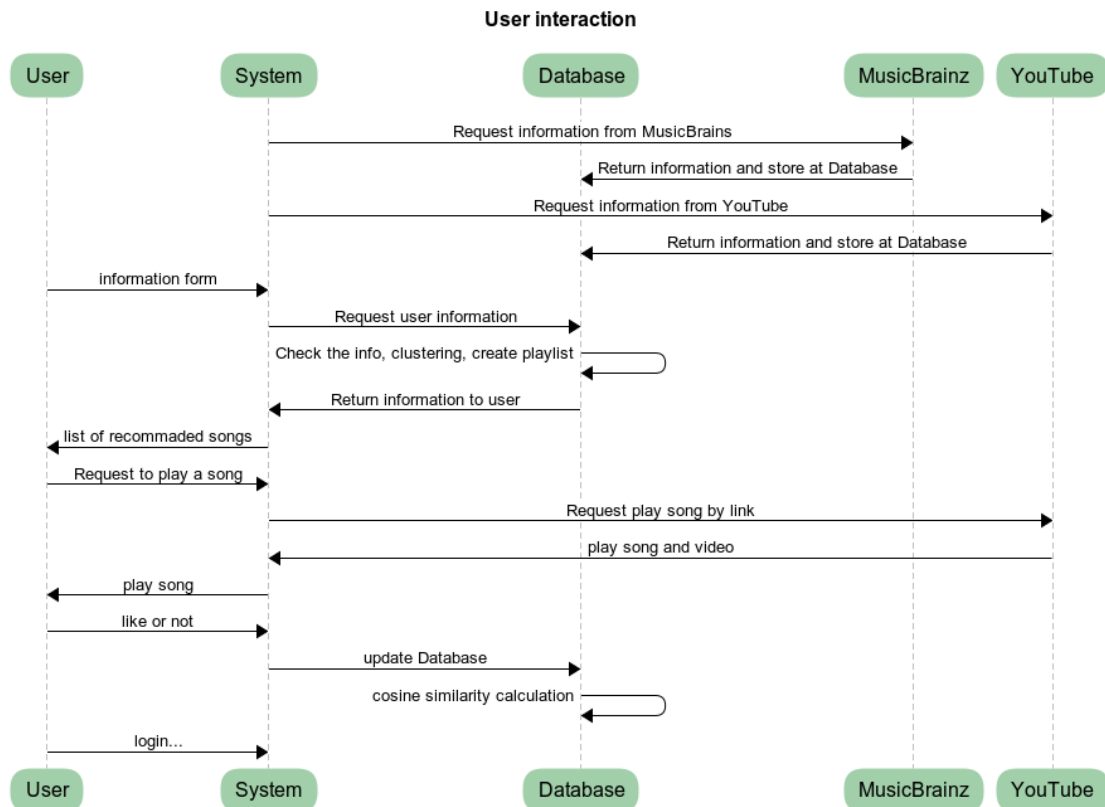 User interaction
User System Database MusicBrainz YouTube
Request information from MusicBrains
Return information and store at Database
Request information from YouTube
Return information and store at Database
information form
Request user information
Check the info, clustering, create playlist
Return information to user
list of recommaded songs
Request to play a song
Request play song by link
play song and video
play song
like or not
update Database
cosine similarity calculation
login...
User System Database MusicBrainz YouTube